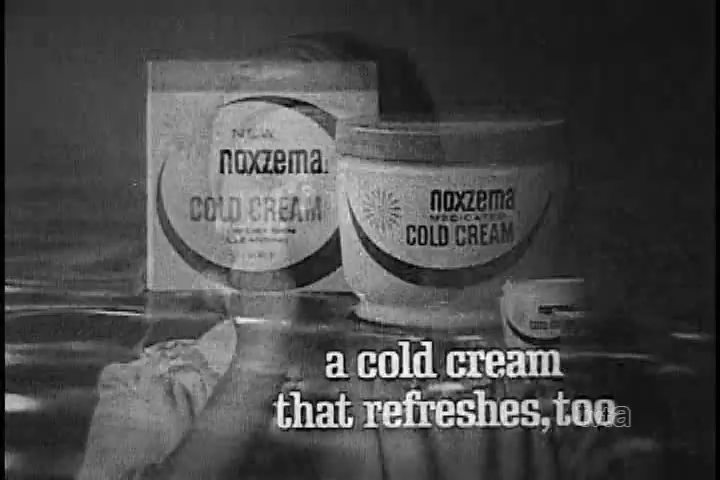 NEW
noxzema
COLD CREAM
noxzema
MEDICATED
COLD CREAM
a cold cream
that refreshes, too